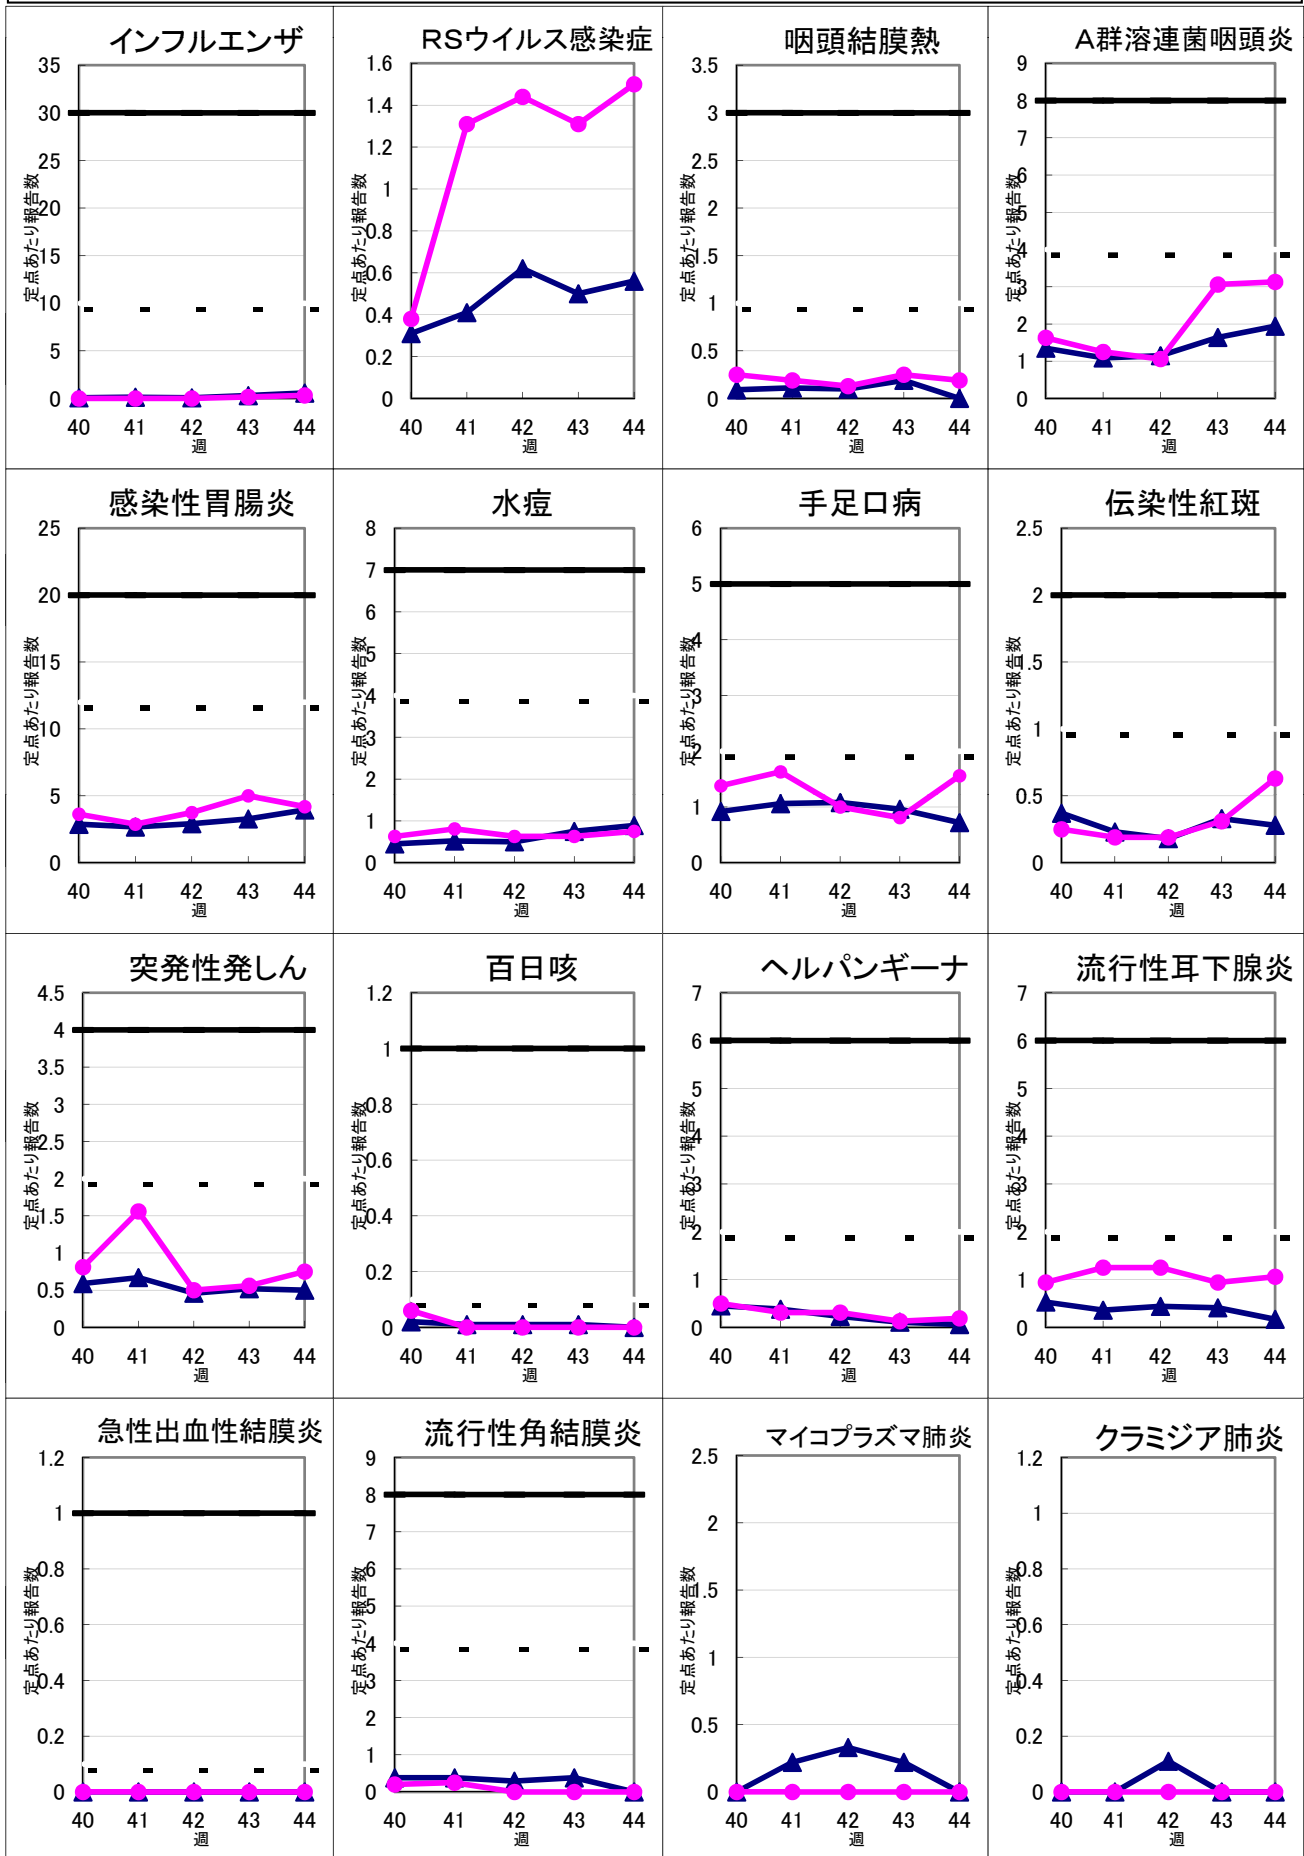 インフルエンザ
35
30
25
20
15
10
5
0
定点あたり報告数
40 41 42 43 44
週
RSウイルス感染症
1.6
1.4
1.2
1
0.8
0.6
0.4
0.2
0
定点あたり報告数
40 41 42 43 44
週
咽頭結膜熱
3.5
3
2.5
2
1.5
1
0.5
0
定点あたり報告数
40 41 42 43 44
週
A群溶連菌咽頭炎
9
8
7
6
5
4
3
2
1
0
定点あたり報告数
40 41 42 43 44
週
感染性胃腸炎
25
20
15
10
5
0
定点あたり報告数
40 41 42 43 44
週
水痘
8
7
6
5
4
3
2
1
0
定点あたり報告数
40 41 42 43 44
週
手足口病
6
5
4
3
2
1
0
定点あたり報告数
40 41 42 43 44
週
伝染性紅斑
2.5
2
1.5
1
0.5
0
定点あたり報告数
40 41 42 43 44
週
突発性発しん
4.5
4
3.5
3
2.5
2
1.5
1
0.5
0
定点あたり報告数
40 41 42 43 44
週
百日咳
1.2
1
0.8
0.6
0.4
0.2
0
定点あたり報告数
40 41 42 43 44
週
ヘルパンギーナ
7
6
5
4
3
2
1
0
定点あたり報告数
40 41 42 43 44
週
流行性耳下腺炎
7
6
5
4
3
2
1
0
定点あたり報告数
40 41 42 43 44
週
急性出血性結膜炎
1.2
1
0.8
0.6
0.4
0.2
0
定点あたり報告数
40 41 42 43 44
週
流行性角結膜炎
9
8
7
6
5
4
3
2
1
0
定点あたり報告数
40 41 42 43 44
週
マイコプラズマ肺炎
2.5
2
1.5
1
0.5
0
定点あたり報告数
40 41 42 43 44
週
クラミジア肺炎
1.2
1
0.8
0.6
0.4
0.2
0
定点あたり報告数
40 41 42 43 44
週